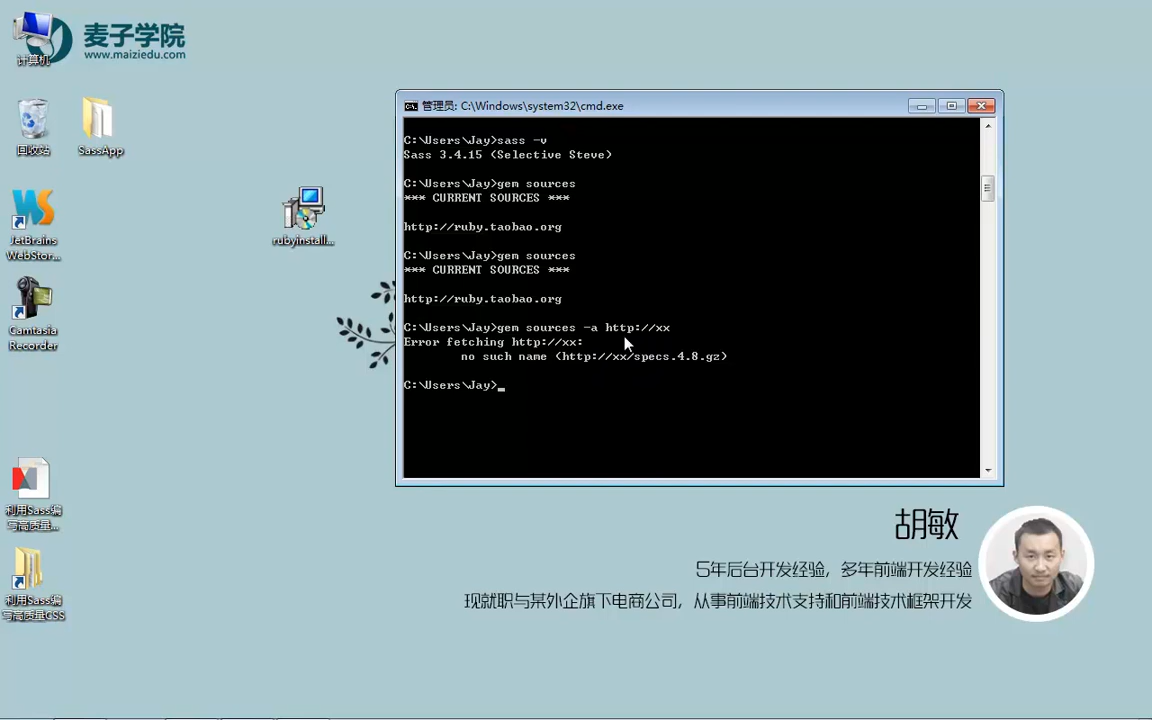 麦子学院
www.maiziedu.com
计算机
回收站
SassApp
JetBrains
WebStor...
rubyinstall...
Camtasia
Recorder
利用Sass编
写高质量...
利用Sass编
写高质量CSS
管理员: C:\Windows\system32\cmd.exe
C:\Users\Jay>sass -v
Sass 3.4.15 (Selective Steve)
C:\Users\Jay>gem sources
*** CURRENT SOURCES ***
http://ruby.taobao.org
C:\Users\Jay>gem sources
*** CURRENT SOURCES ***
http://ruby.taobao.org
C:\Users\Jay>gem sources -a http://xx
Error fetching http://xx:
no such name (http://xx/specs.4.8.gz)
C:\Users\Jay>_
胡敏
5年后台开发经验，多年前端开发经验
现就职与某外企旗下电商公司，从事前端技术支持和前端技术框架开发